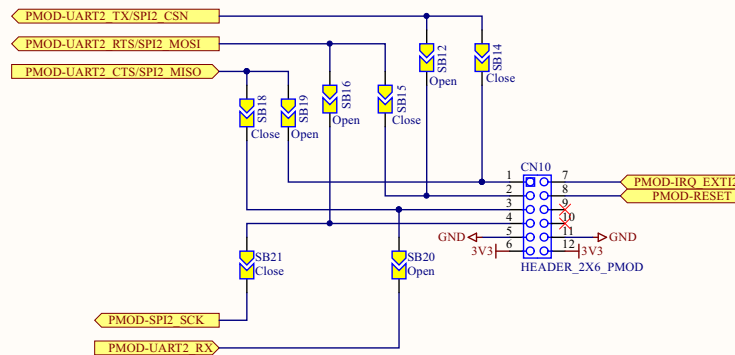 PMOD-UART2_TX/SPI2_CSN
PMOD-UART2_RTS/SPI2_MOSI
PMOD-UART2_CTS/SPI2_MISO
SB12
Open
SB14
Close
SB16
Open
SB15
Close
SB18
Close
SB19
Open
CN10
1
7
PMOD-IRQ_EXTI2
2
8
PMOD-RESET
3
9
4
10
5
11
GND
GND
6
12
3V3
3V3
HEADER_2X6_PMOD
SB21
Close
SB20
Open
PMOD-SPI2_SCK
PMOD-UART2_RX